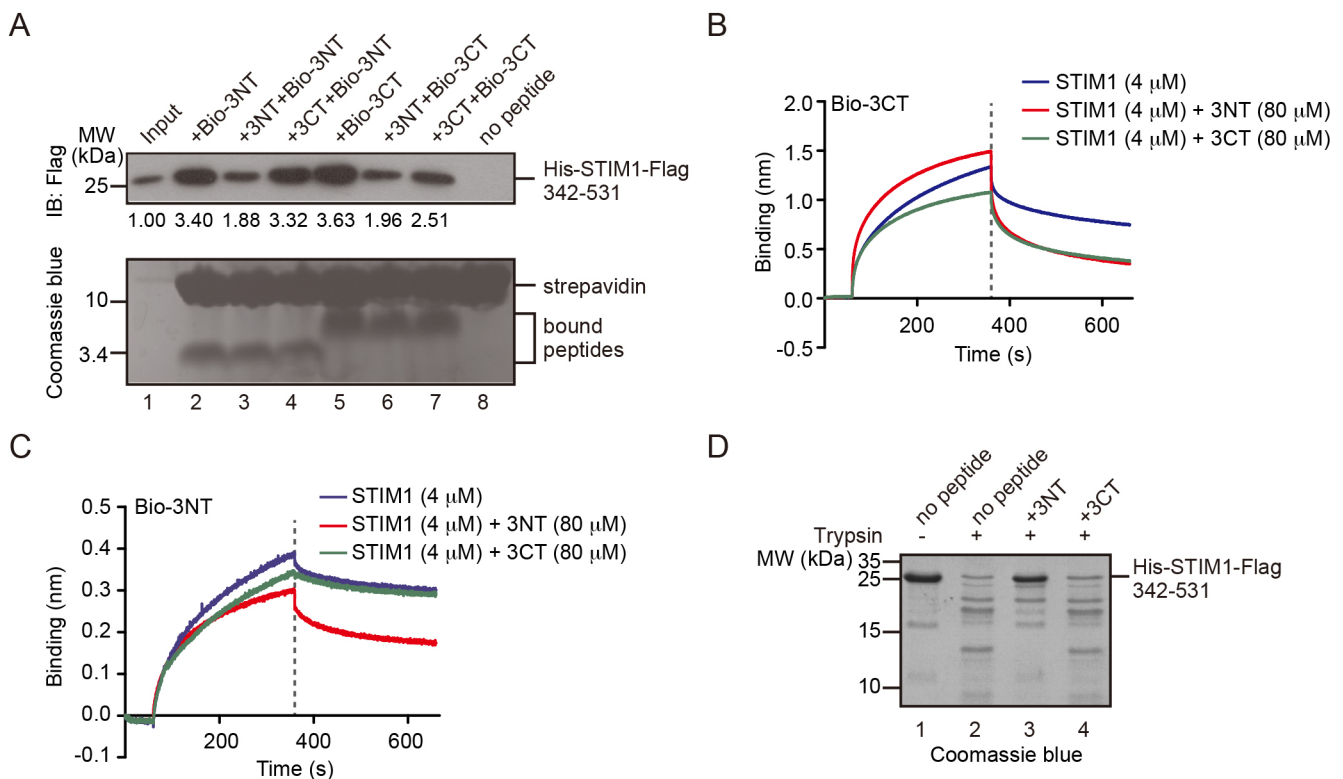 A
Input
+Bio-3NT
+3NT+Bio-3NT
+3CT+Bio-3NT
+Bio-3CT
+3NT+Bio-3CT
+3CT+Bio-3CT
no peptide
MW
(kDa)
IB: Flag
25
His-STIM1-Flag
342-531
1.00 3.40 1.88 3.32 3.63 1.96 2.51
Coomassie blue
10
3.4
strepavidin
bound
peptides
1 2 3 4 5 6 7 8
B
STIM1 (4 μM)
STIM1 (4 μM) + 3NT (80 μM)
STIM1 (4 μM) + 3CT (80 μM)
Bio-3CT
Binding (nm)
2.0
1.5
1.0
0.5
0.0
-0.5
200 400 600
Time (s)
C
STIM1 (4 μM)
STIM1 (4 μM) + 3NT (80 μM)
STIM1 (4 μM) + 3CT (80 μM)
Bio-3NT
Binding (nm)
0.5
0.4
0.3
0.2
0.1
0.0
-0.1
200 400 600
Time (s)
D
no peptide
no peptide
+3NT
+3CT
Trypsin - + + +
MW (kDa)
35
25
15
10
His-STIM1-Flag
342-531
1 2 3 4
Coomassie blue